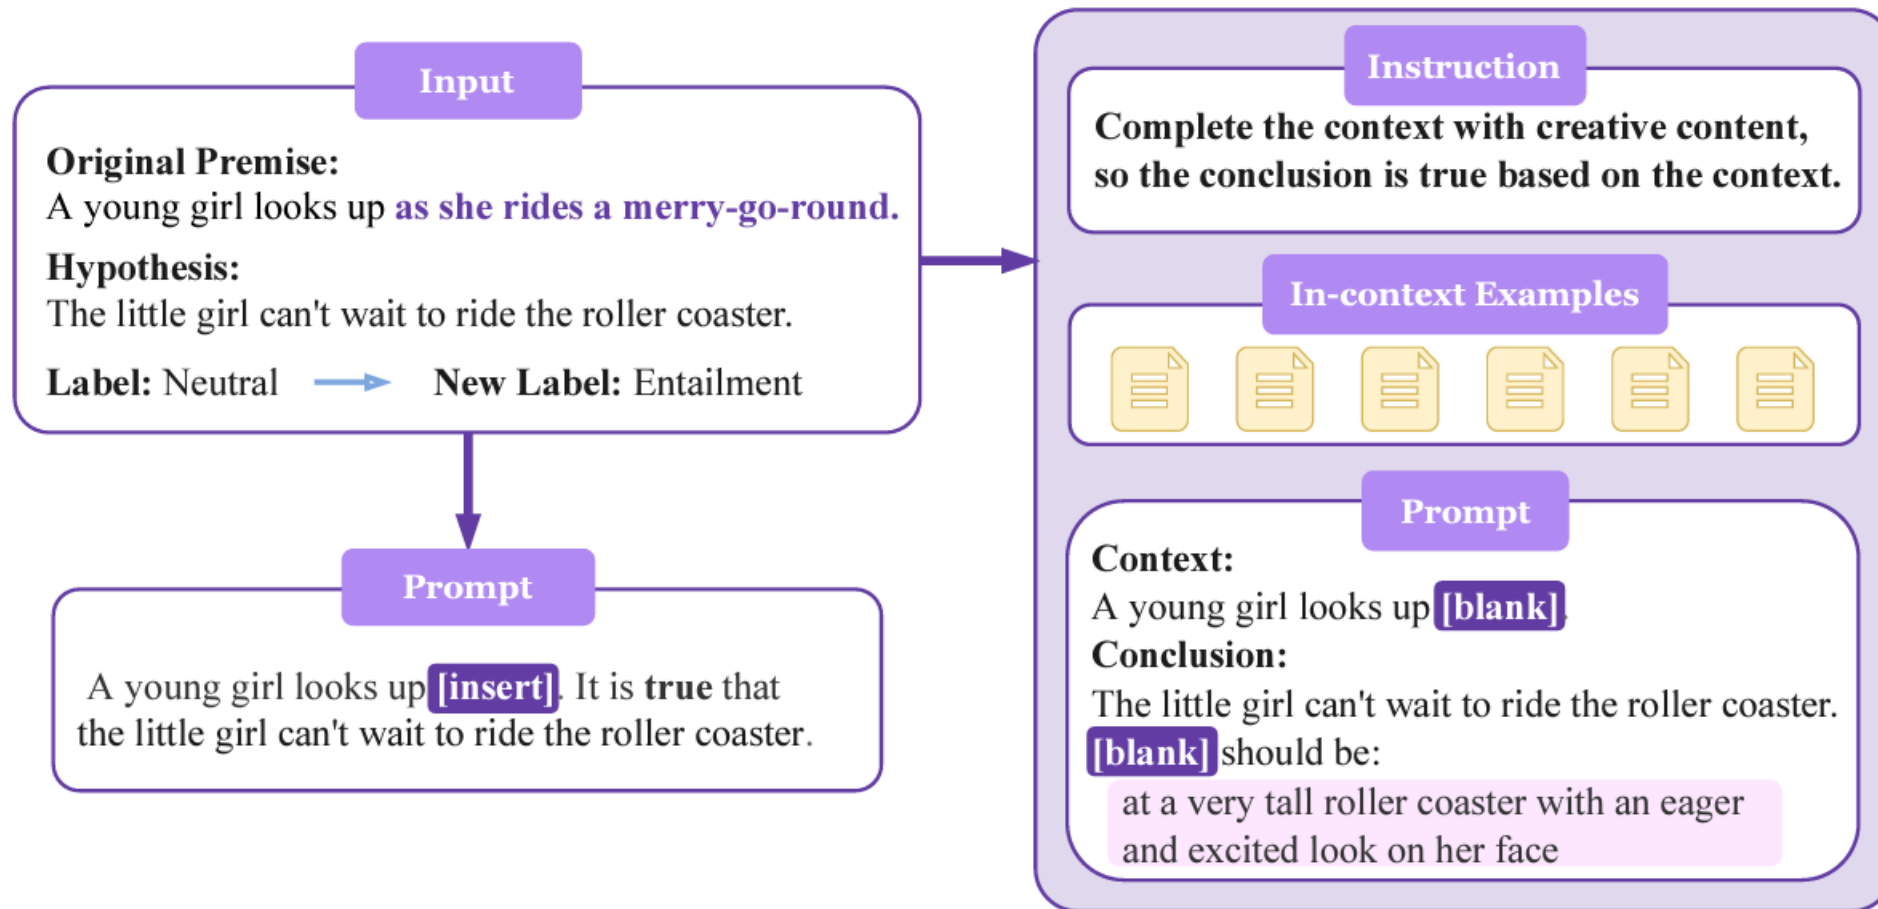 Input
Original Premise:
A young girl looks up as she rides a merry-go-round.
Hypothesis:
The little girl can't wait to ride the roller coaster.
Label: Neutral New Label: Entailment
Prompt
A young girl looks up [insert]. It is true that
the little girl can't wait to ride the roller coaster.
Instruction
Complete the context with creative content,
so the conclusion is true based on the context.
In-context Examples
Prompt
Context:
A young girl looks up [blank].
Conclusion:
The little girl can't wait to ride the roller coaster.
[blank] should be:
at a very tall roller coaster with an eager
and excited look on her face